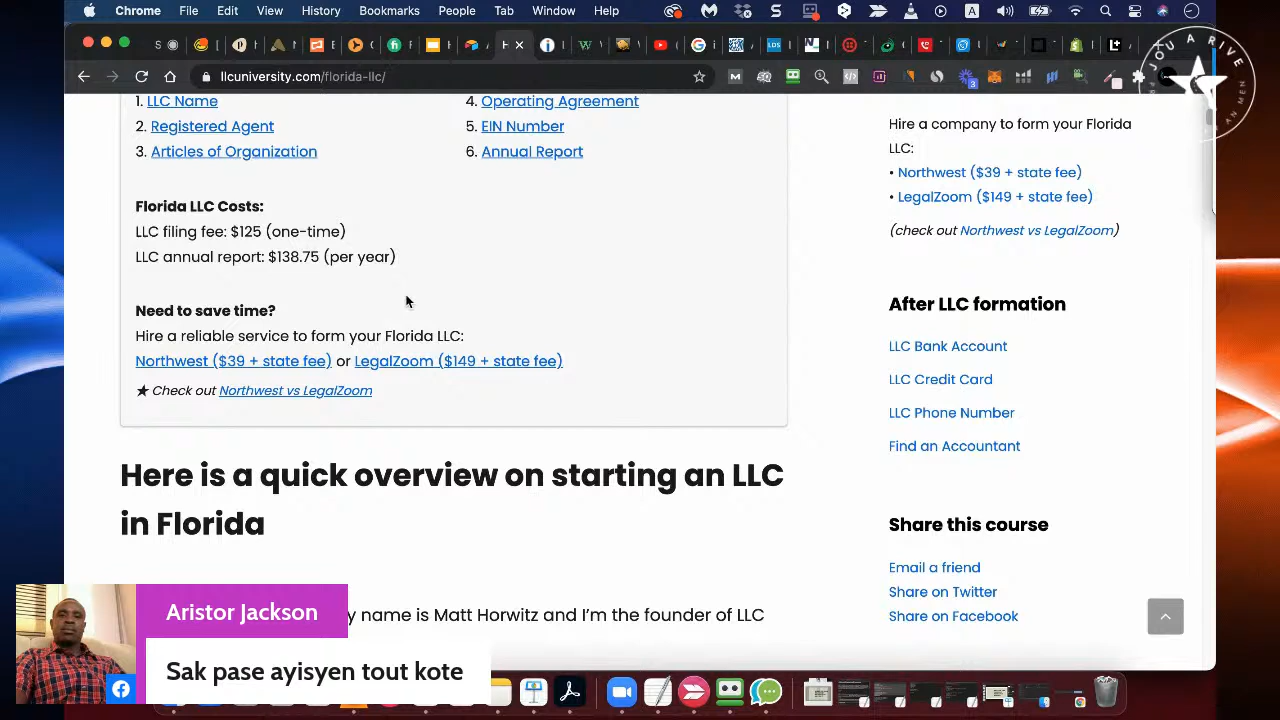 Chrome File Edit View History Bookmarks People Tab Window Help
llcuniversity.com/florida-llc/
1. LLC Name
2. Registered Agent
3. Articles of Organization
4. Operating Agreement
5. EIN Number
6. Annual Report
Florida LLC Costs:
LLC filing fee: $125 (one-time)
LLC annual report: $138.75 (per year)
Need to save time?
Hire a reliable service to form your Florida LLC:
Northwest ($39 + state fee) or LegalZoom ($149 + state fee)
★ Check out Northwest vs LegalZoom
Here is a quick overview on starting an LLC
in Florida
y name is Matt Horwitz and I'm the founder of LLC
Hire a company to form your Florida
LLC:
• Northwest ($39 + state fee)
• LegalZoom ($149 + state fee)
(check out Northwest vs LegalZoom)
After LLC formation
LLC Bank Account
LLC Credit Card
LLC Phone Number
Find an Accountant
Share this course
Email a friend
Share on Twitter
Share on Facebook
Aristor Jackson
Sak pase ayisyen tout kote